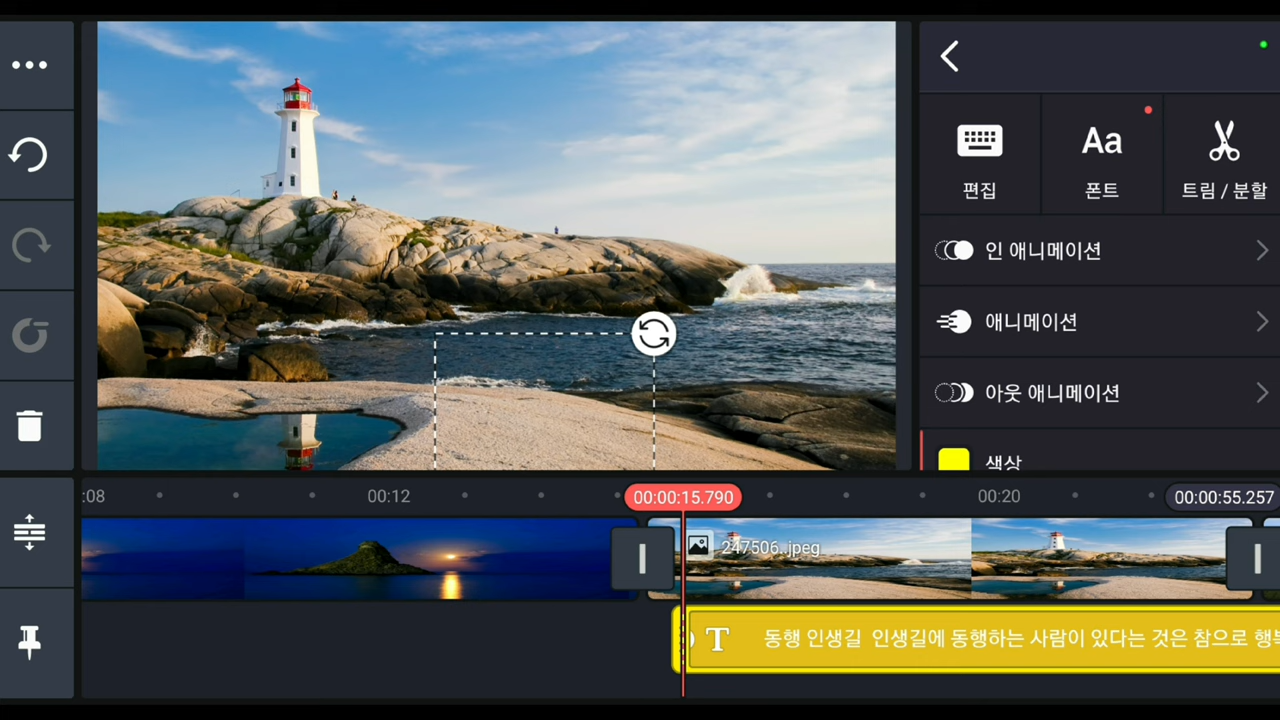 편집
폰트
트림 / 분할
인 애니메이션
애니메이션
아웃 애니메이션
색상
:08
00:12
00:00:15.790
00:20
00:00:55.257
247506.jpeg
T 동행 인생길 인생길에 동행하는 사람이 있다는 것은 참으로 행복